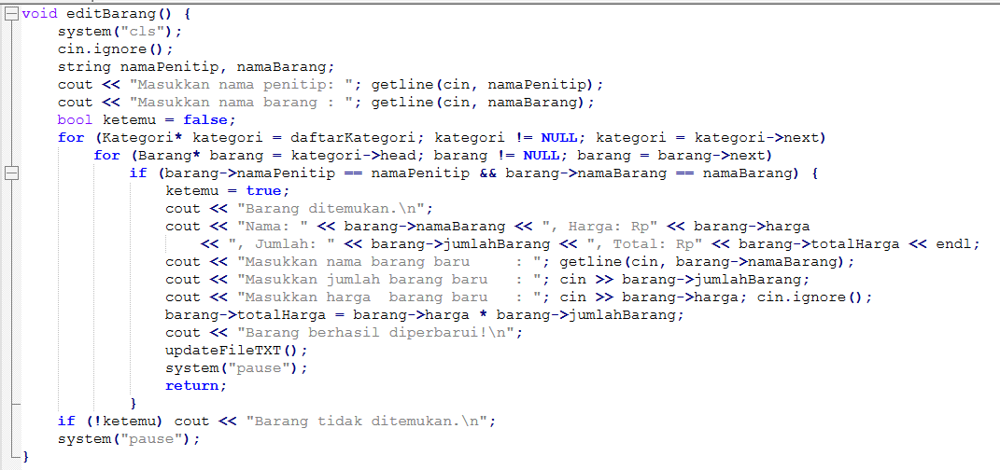 void editBarang() {
    system("cls");
    cin.ignore();
    string namaPenitip, namaBarang;
    cout << "Masukkan nama penitip: "; getline(cin, namaPenitip);
    cout << "Masukkan nama barang : "; getline(cin, namaBarang);
    bool ketemu = false;
    for (Kategori* kategori = daftarKategori; kategori != NULL; kategori = kategori->next)
        for (Barang* barang = kategori->head; barang != NULL; barang = barang->next)
            if (barang->namaPenitip == namaPenitip && barang->namaBarang == namaBarang) {
                ketemu = true;
                cout << "Barang ditemukan.\n";
                cout << "Nama: " << barang->namaBarang << ", Harga: Rp" << barang->harga
                    << ", Jumlah: " << barang->jumlahBarang << ", Total: Rp" << barang->totalHarga << endl;
                cout << "Masukkan nama barang baru     : "; getline(cin, barang->namaBarang);
                cout << "Masukkan jumlah barang baru   : "; cin >> barang->jumlahBarang;
                cout << "Masukkan harga  barang baru   : "; cin >> barang->harga; cin.ignore();
                barang->totalHarga = barang->harga * barang->jumlahBarang;
                cout << "Barang berhasil diperbarui!\n";
                updateFileTXT();
                system("pause");
                return;
            }
    if (!ketemu) cout << "Barang tidak ditemukan.\n";
    system("pause");
}